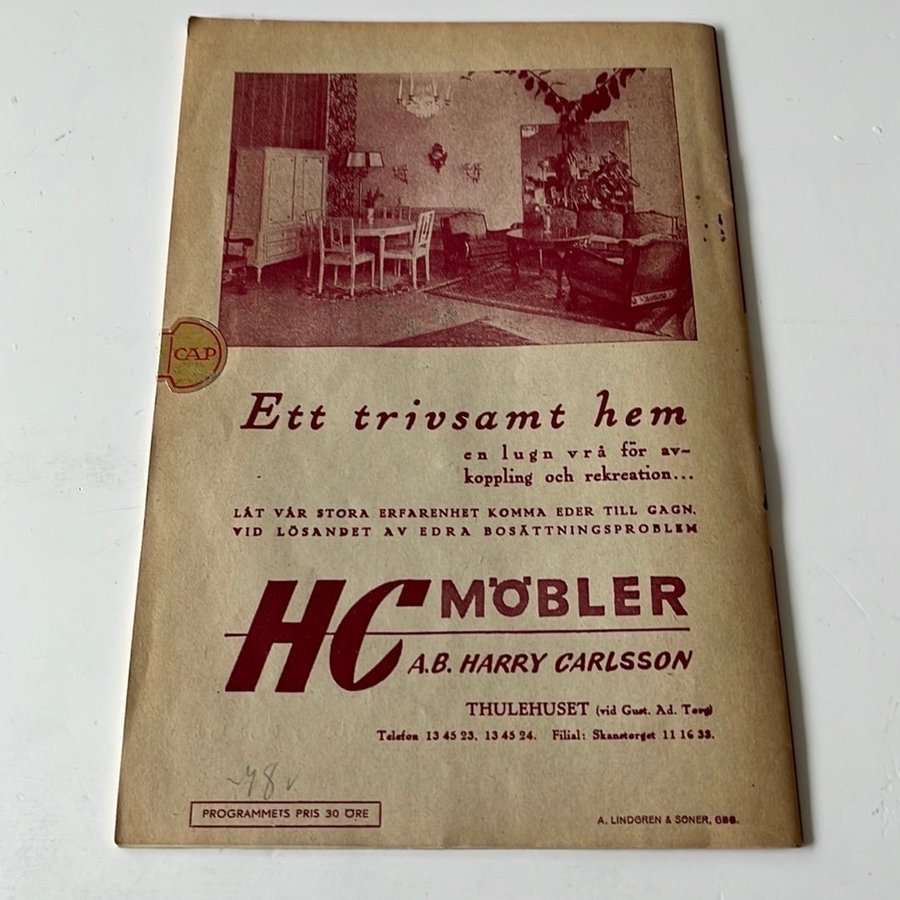 CAP
Ett trivsamt hem
en lugn vrå för av-
koppling och rekreation...
LÅT VÅR STORA ERFARENHET KOMMA EDER TILL GAGN.
VID LÖSANDET AV EDRA BOSÄTTNINGSPROBLEM
HC MÖBLER
A.B. HARRY CARLSSON
THULEHUSET (vid Gust. Ad. Torg)
Telefon 13 45 23, 13 45 24. Filial: Skanstorget 11 16 33.
48
PROGRAMMETS PRIS 30 ÖRE
A. LINDGREN & SÖNER, GBG.